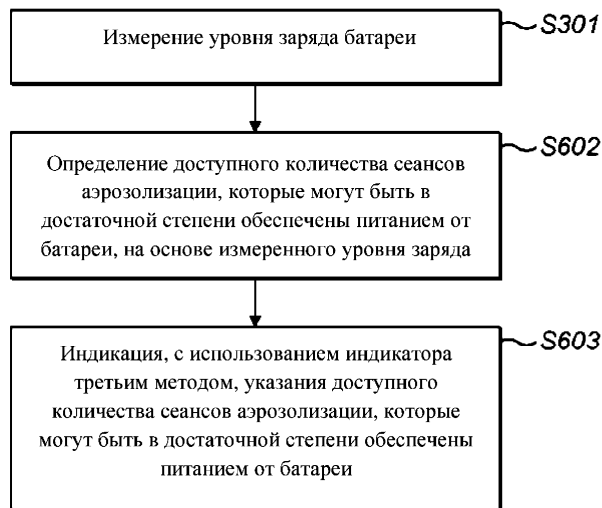 Измерение уровня заряда батареи
S301
Определение доступного количества сеансов
аэрозолизации, которые могут быть в
достаточной степени обеспечены питанием от
батареи, на основе измеренного уровня заряда
S602
Индикация, с использованием индикатора
третьим методом, указания доступного
количества сеансов аэрозолизации, которые
могут быть в достаточной степени обеспечены
питанием от батареи
S603